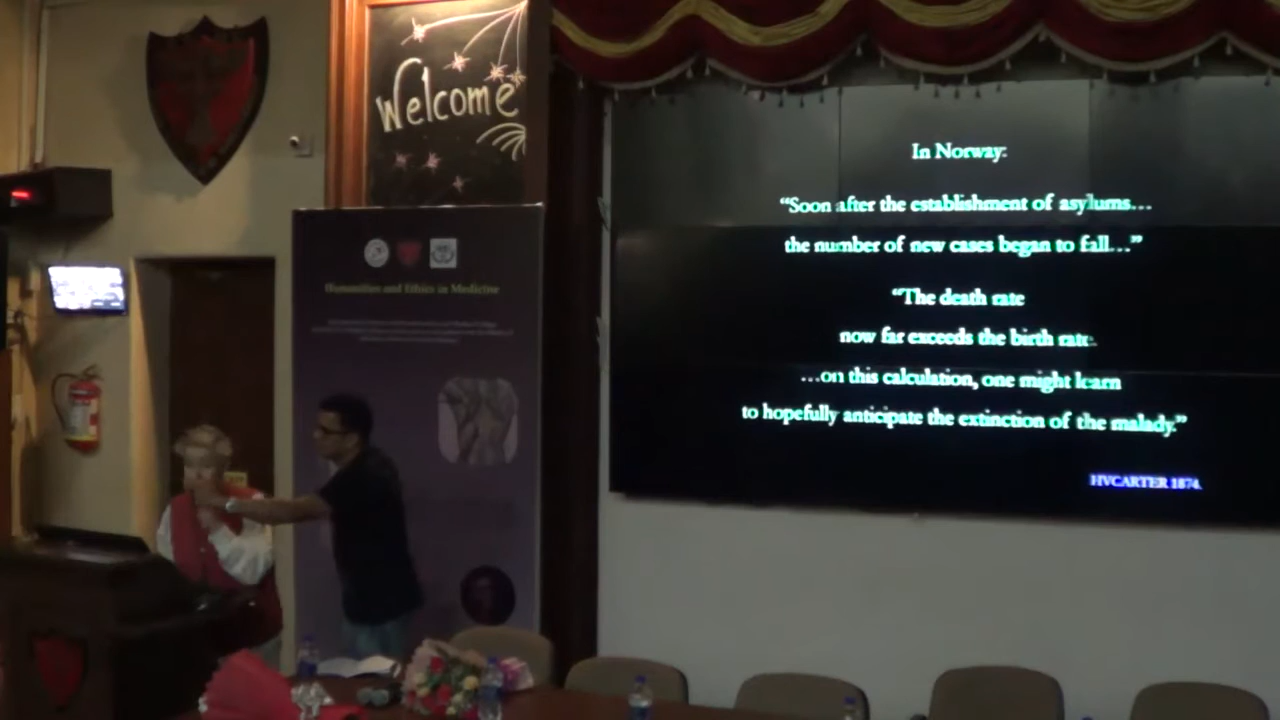 Welcome
Humanities and Ethics in Medicine
In Norway:
“Soon after the establishment of asylums...
the number of new cases began to fall...”
“The death rate
now far exceeds the birth rate.
...on this calculation, one might learn
to hopefully anticipate the extinction of the malady.”
HVCARTER 1874.